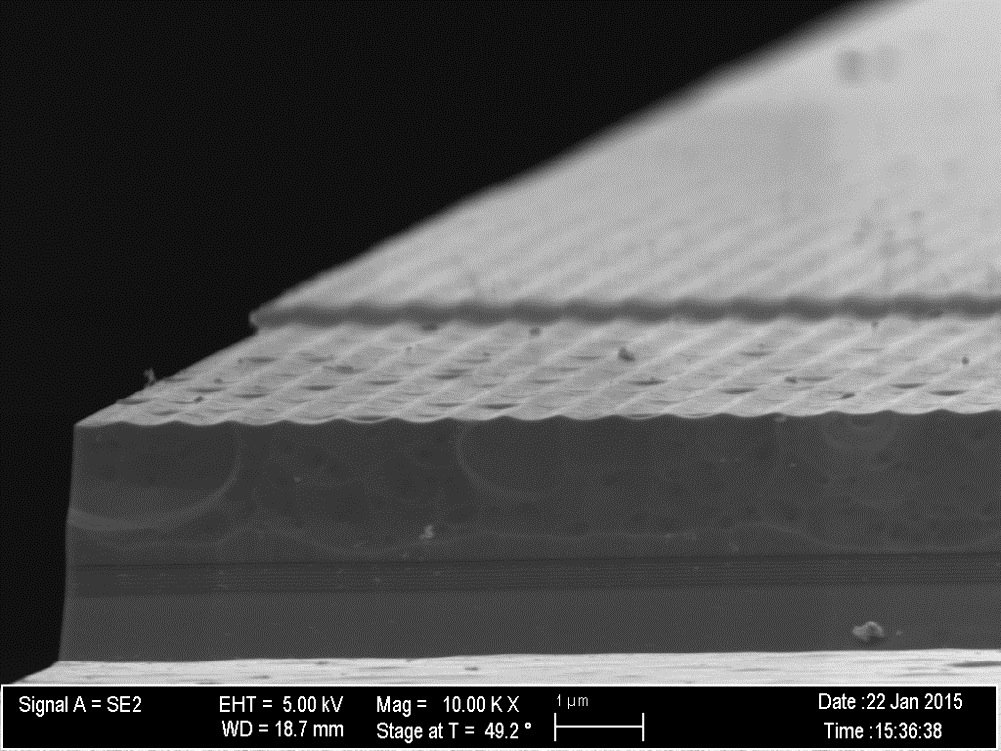 Signal A = SE2 EHT = 5.00 kV Mag = 10.00 K X 1 µm Date :22 Jan 2015
WD = 18.7 mm Stage at T = 49.2 ° Time :15:36:38